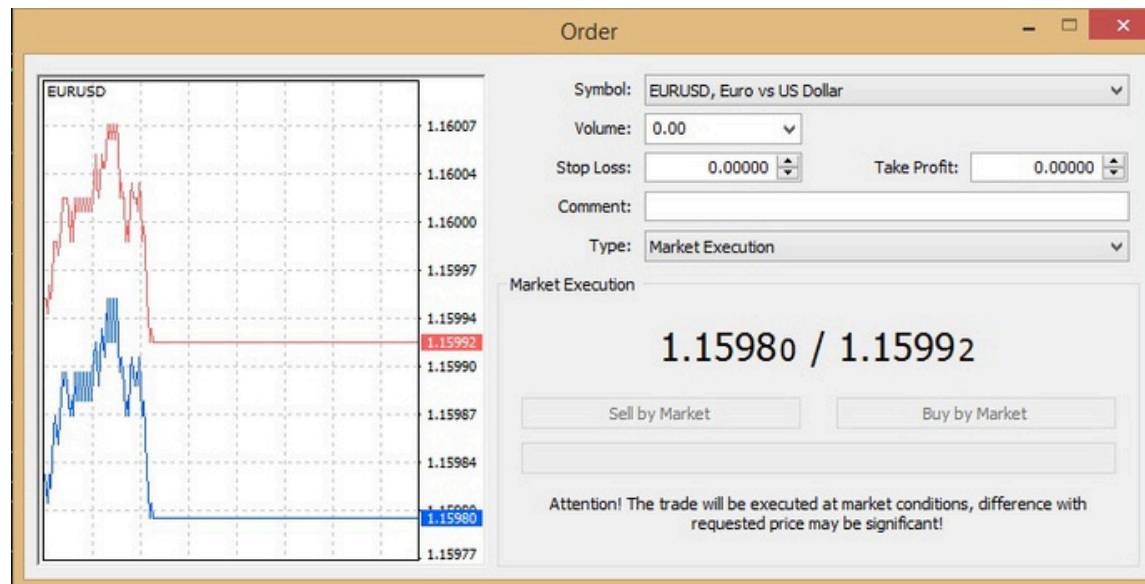 Order
EURUSD
1.16007
1.16004
1.16000
1.15997
1.15994
1.15992
1.15990
1.15987
1.15984
1.15980
1.15977
Symbol: EURUSD, Euro vs US Dollar
Volume: 0.00
Stop Loss: 0.00000 Take Profit: 0.00000
Comment:
Type: Market Execution
Market Execution
1.15980 / 1.15992
Sell by Market Buy by Market
Attention! The trade will be executed at market conditions, difference with
requested price may be significant!